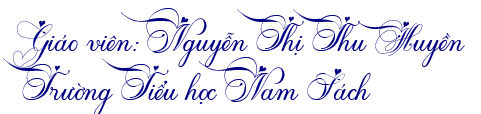 Giáo viên: Nguyễn Thị Thu Huyền
Trường Tiểu học Nam Sách